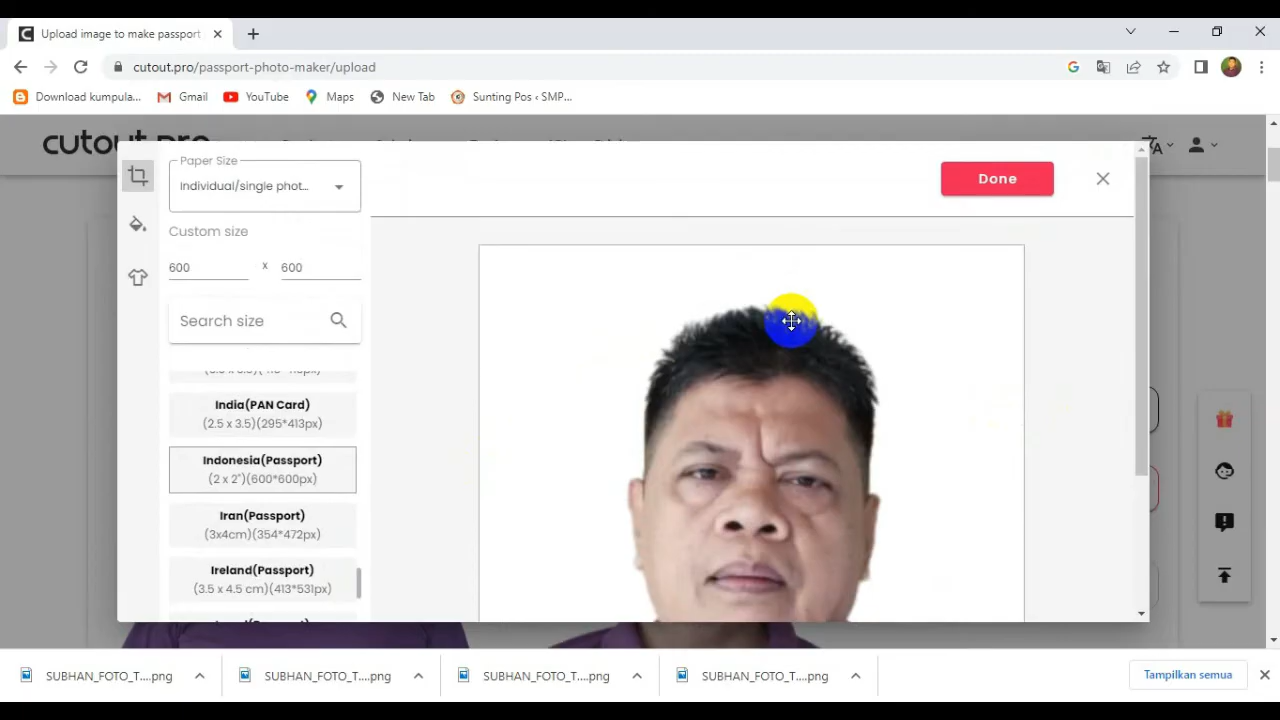 Upload image to make passport
cutout.pro/passport-photo-maker/upload
Download kumpula...
Gmail
YouTube
Maps
New Tab
Sunting Pos ‹ SMP...
cutout.pro
Paper Size
Individual/single phot...
Done
Custom size
600 x 600
Search size
India(PAN Card)
(2.5 x 3.5)(295*413px)
Indonesia(Passport)
(2 x 2")(600*600px)
Iran(Passport)
(3x4cm)(354*472px)
Ireland(Passport)
(3.5 x 4.5 cm)(413*531px)
SUBHAN_FOTO_T....png
SUBHAN_FOTO_T....png
SUBHAN_FOTO_T....png
SUBHAN_FOTO_T....png
Tampilkan semua